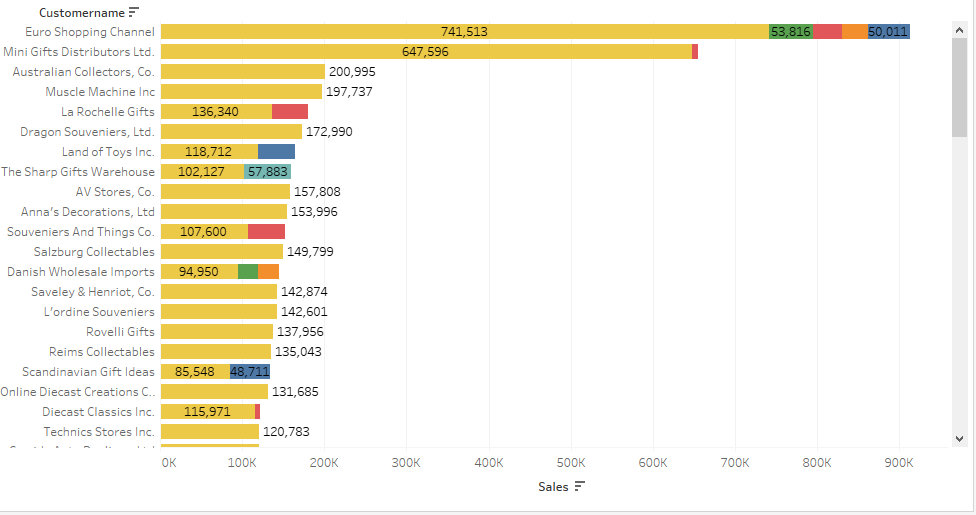 Customername
Euro Shopping Channel 741,513 53,816 50,011
Mini Gifts Distributors Ltd. 647,596
Australian Collectors, Co. 200,995
Muscle Machine Inc 197,737
La Rochelle Gifts 136,340
Dragon Souveniers, Ltd. 172,990
Land of Toys Inc. 118,712
The Sharp Gifts Warehouse 102,127 57,883
AV Stores, Co. 157,808
Anna's Decorations, Ltd 153,996
Souveniers And Things Co. 107,600
Salzburg Collectables 149,799
Danish Wholesale Imports 94,950
Saveley & Henriot, Co. 142,874
L'ordine Souveniers 142,601
Rovelli Gifts 137,956
Reims Collectables 135,043
Scandinavian Gift Ideas 85,548 48,711
Online Diecast Creations C.. 131,685
Diecast Classics Inc. 115,971
Technics Stores Inc. 120,783
0K 100K 200K 300K 400K 500K 600K 700K 800K 900K
Sales